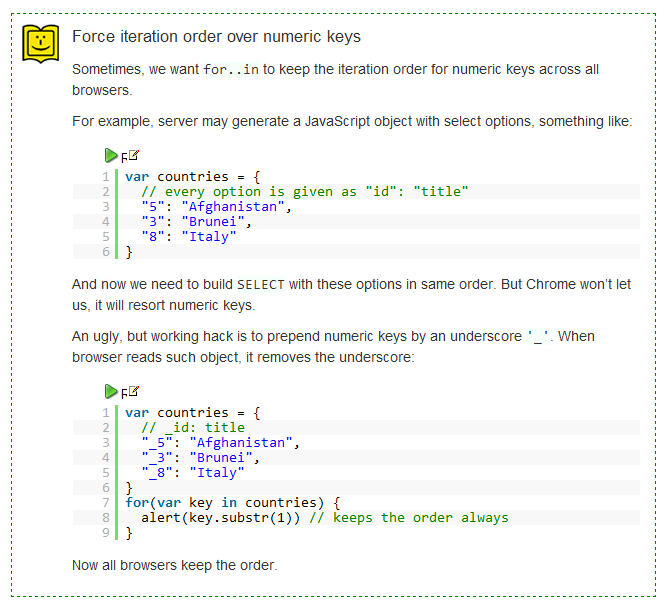 Force iteration order over numeric keys
Sometimes, we want for..in to keep the iteration order for numeric keys across all
browsers.
For example, server may generate a JavaScript object with select options, something like:
1 var countries = {
2 // every option is given as "id": "title"
3 "5": "Afghanistan",
4 "3": "Brunei",
5 "8": "Italy"
6 }
And now we need to build SELECT with these options in same order. But Chrome won't let
us, it will resort numeric keys.
An ugly, but working hack is to prepend numeric keys by an underscore '_'. When
browser reads such object, it removes the underscore:
1 var countries = {
2 // _id: title
3 "_5": "Afghanistan",
4 "_3": "Brunei",
5 "_8": "Italy"
6 }
7 for(var key in countries) {
8 alert(key.substr(1)) // keeps the order always
9 }
Now all browsers keep the order.